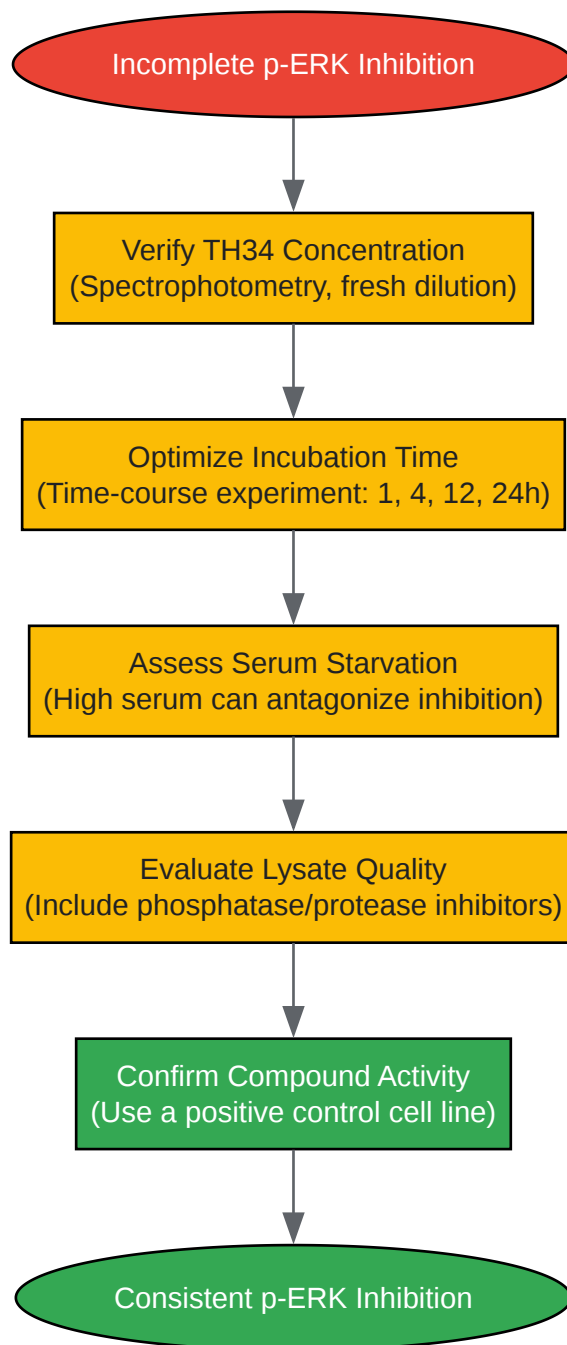 Incomplete p-ERK Inhibition
Verify TH34 Concentration
(Spectrophotometry, fresh dilution)
Optimize Incubation Time
(Time-course experiment: 1, 4, 12, 24h)
Assess Serum Starvation
(High serum can antagonize inhibition)
Evaluate Lysate Quality
(Include phosphatase/protease inhibitors)
Confirm Compound Activity
(Use a positive control cell line)
Consistent p-ERK Inhibition